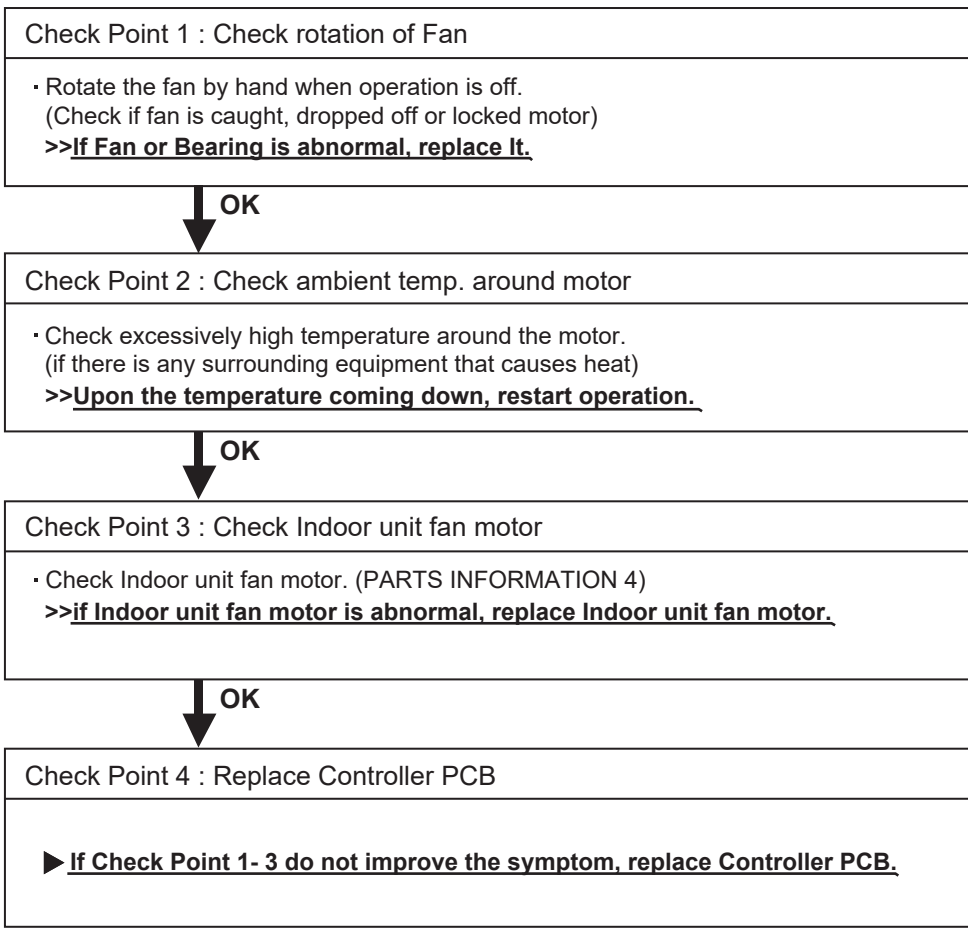 Check Point 1 : Check rotation of Fan
· Rotate the fan by hand when operation is off.
(Check if fan is caught, dropped off or locked motor)
>>If Fan or Bearing is abnormal, replace It.
OK
Check Point 2 : Check ambient temp. around motor
· Check excessively high temperature around the motor.
(if there is any surrounding equipment that causes heat)
>>Upon the temperature coming down, restart operation.
OK
Check Point 3 : Check Indoor unit fan motor
· Check Indoor unit fan motor. (PARTS INFORMATION 4)
>>if Indoor unit fan motor is abnormal, replace Indoor unit fan motor.
OK
Check Point 4 : Replace Controller PCB
▶ If Check Point 1- 3 do not improve the symptom, replace Controller PCB.